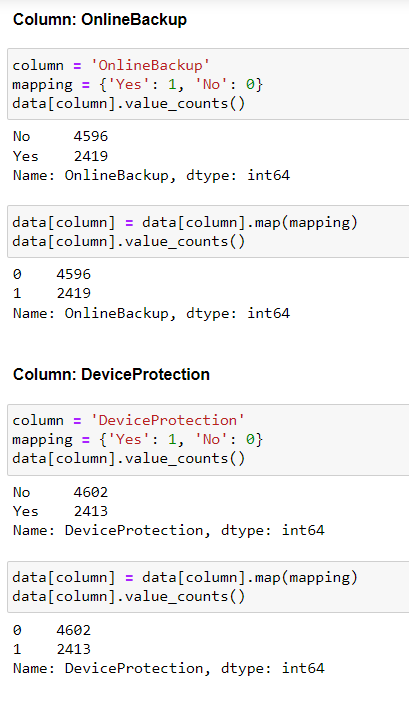 Column: OnlineBackup
column = 'OnlineBackup'
mapping = {'Yes': 1, 'No': 0}
data[column].value_counts()
No     4596
Yes    2419
Name: OnlineBackup, dtype: int64
data[column] = data[column].map(mapping)
data[column].value_counts()
0    4596
1    2419
Name: OnlineBackup, dtype: int64
Column: DeviceProtection
column = 'DeviceProtection'
mapping = {'Yes': 1, 'No': 0}
data[column].value_counts()
No     4602
Yes    2413
Name: DeviceProtection, dtype: int64
data[column] = data[column].map(mapping)
data[column].value_counts()
0    4602
1    2413
Name: DeviceProtection, dtype: int64